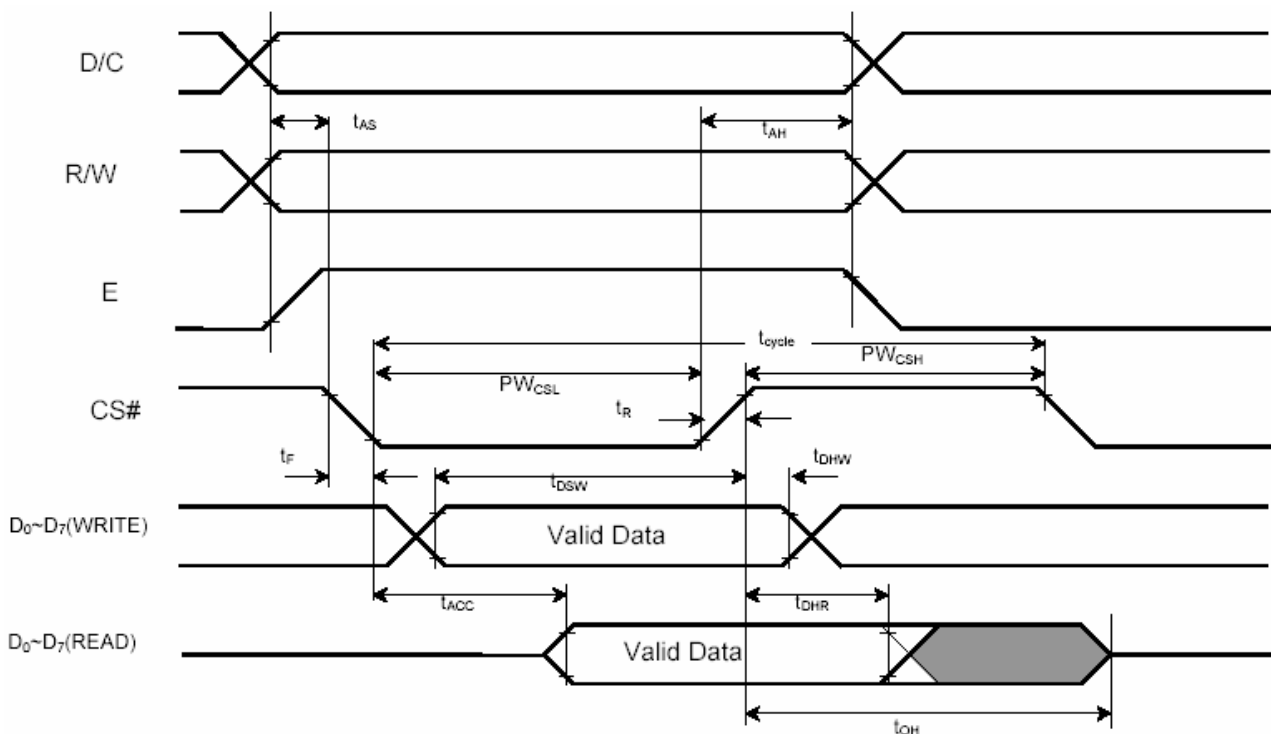 D/C
tAS
tAH
R/W
E
tcycle
PWCSH
PWCSL
CS#
tR
tF
tDHW
tDSW
D0~D7(WRITE)
Valid Data
tACC
tDHR
D0~D7(READ)
Valid Data
tOH